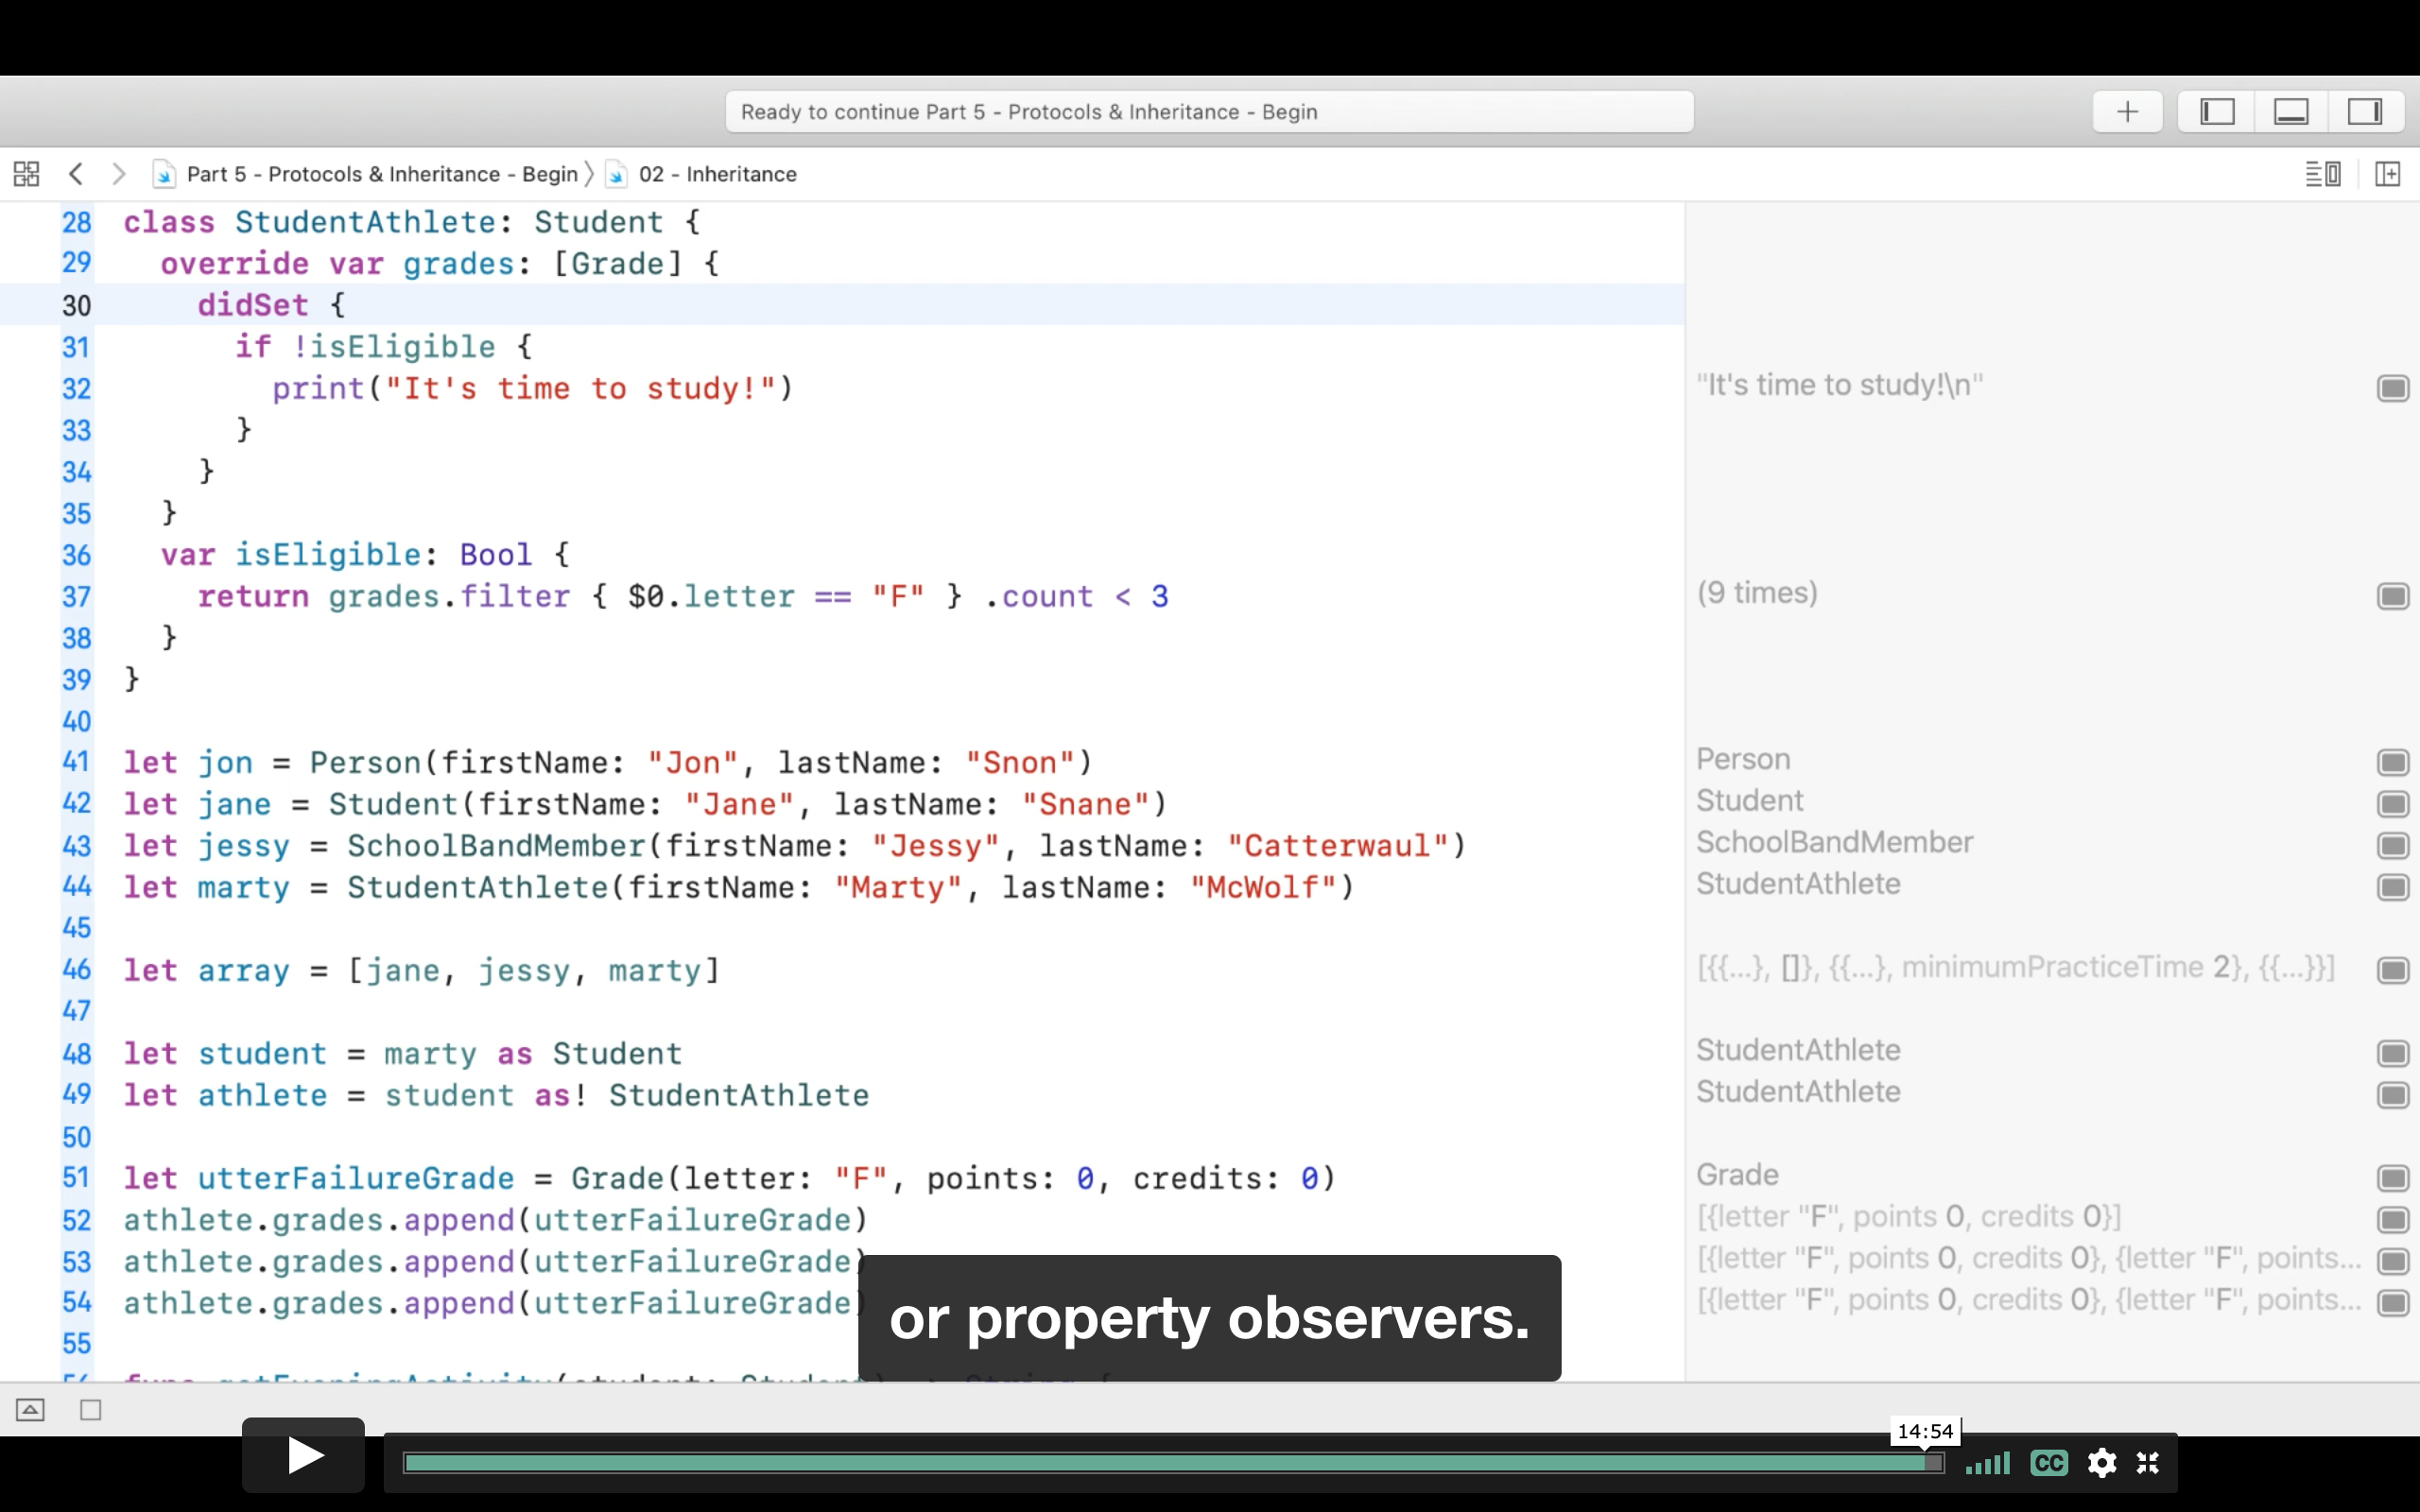 Ready to continue Part 5 - Protocols & Inheritance - Begin
Part 5 - Protocols & Inheritance - Begin 〉 02 - Inheritance
28 class StudentAthlete: Student {
29 override var grades: [Grade] {
30 didSet {
31 if !isEligible {
32 print("It's time to study!") "It's time to study!\n"
33 }
34 }
35 }
36 var isEligible: Bool {
37 return grades.filter { $0.letter == "F" } .count < 3 (9 times)
38 }
39 }
40
41 let jon = Person(firstName: "Jon", lastName: "Snon") Person
42 let jane = Student(firstName: "Jane", lastName: "Snane") Student
43 let jessy = SchoolBandMember(firstName: "Jessy", lastName: "Catterwaul") SchoolBandMember
44 let marty = StudentAthlete(firstName: "Marty", lastName: "McWolf") StudentAthlete
45
46 let array = [jane, jessy, marty] [{{...}, []}, {{...}, minimumPracticeTime 2}, {{...}}]
47
48 let student = marty as Student StudentAthlete
49 let athlete = student as! StudentAthlete StudentAthlete
50
51 let utterFailureGrade = Grade(letter: "F", points: 0, credits: 0) Grade
52 athlete.grades.append(utterFailureGrade) [{letter "F", points 0, credits 0}]
53 athlete.grades.append(utterFailureGrade) [{letter "F", points 0, credits 0}, {letter "F", points...
54 athlete.grades.append(utterFailureGrade) [{letter "F", points 0, credits 0}, {letter "F", points...
55
or property observers.
14:54
CC